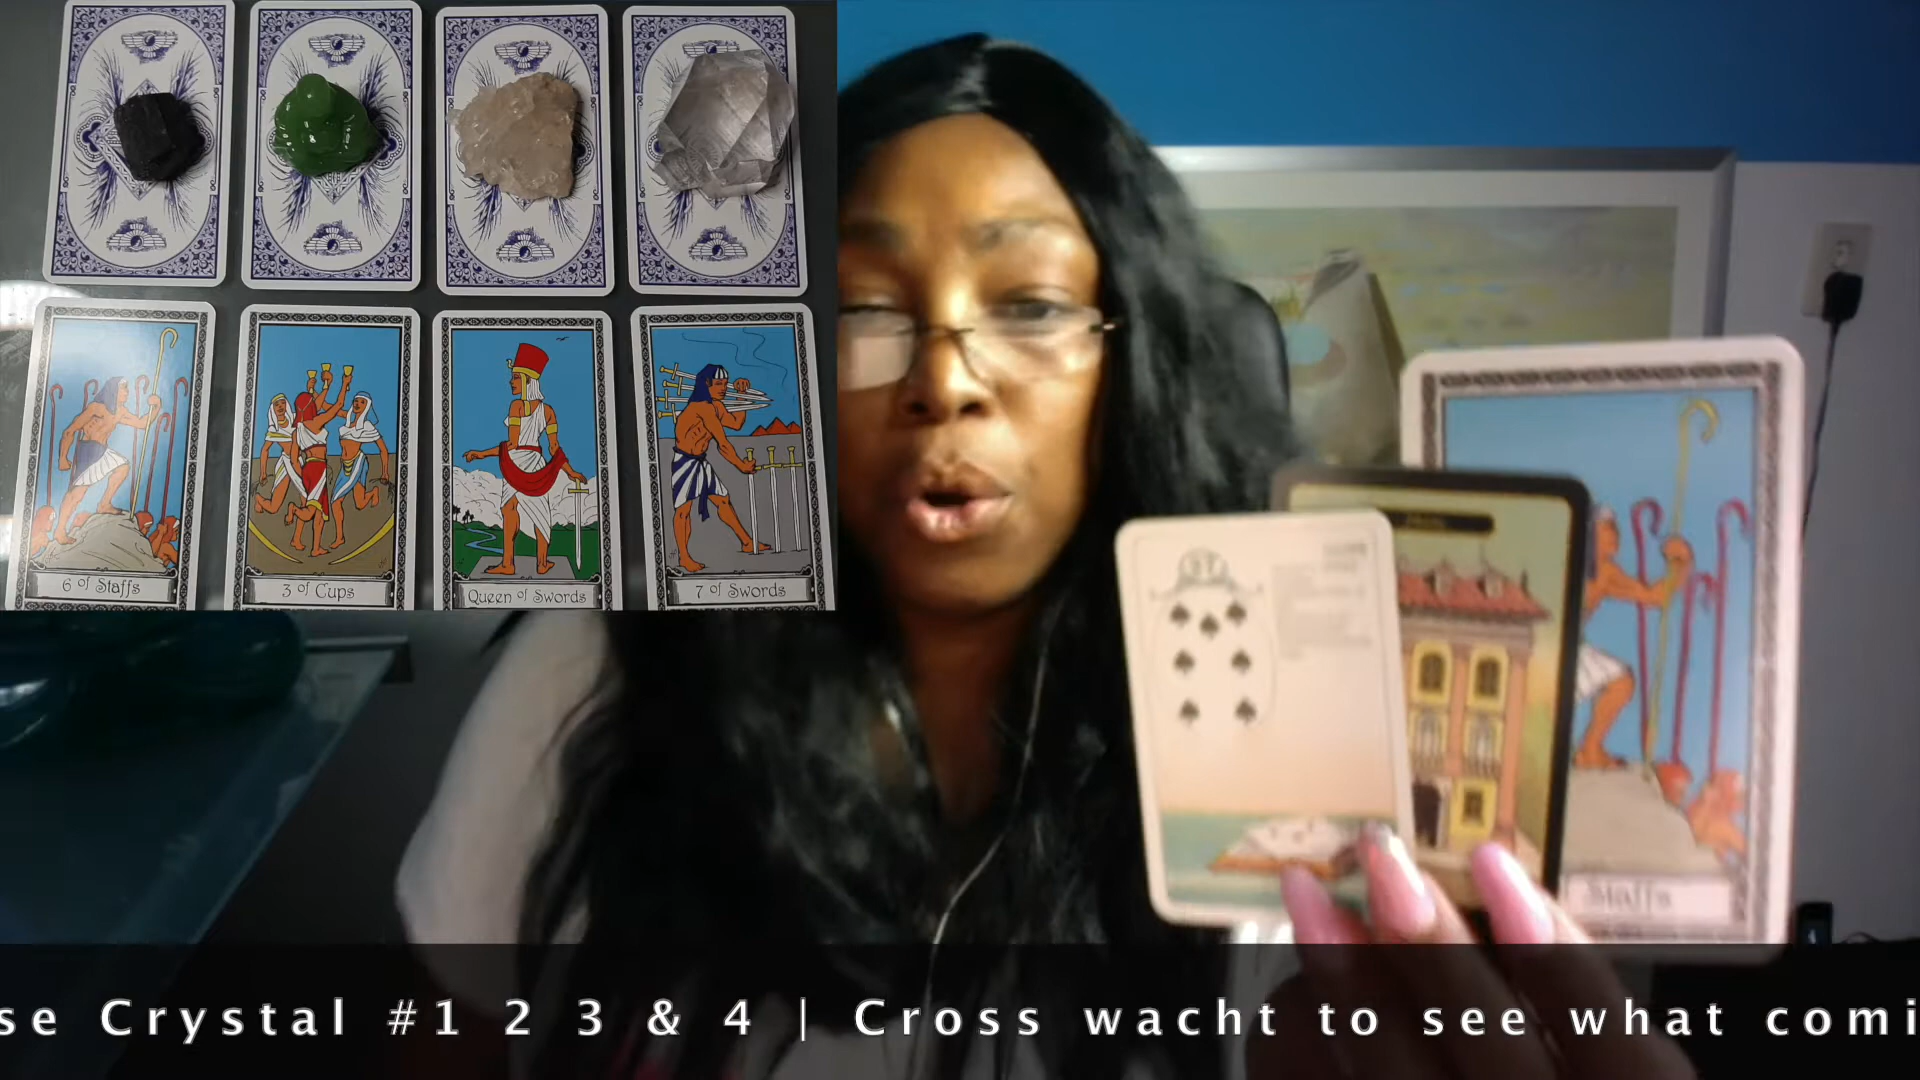 6 of Staffs
3 of Cups
Queen of Swords
7 of Swords
Staffs
se Crystal #1 2 3 & 4 | Cross wacht to see what comi